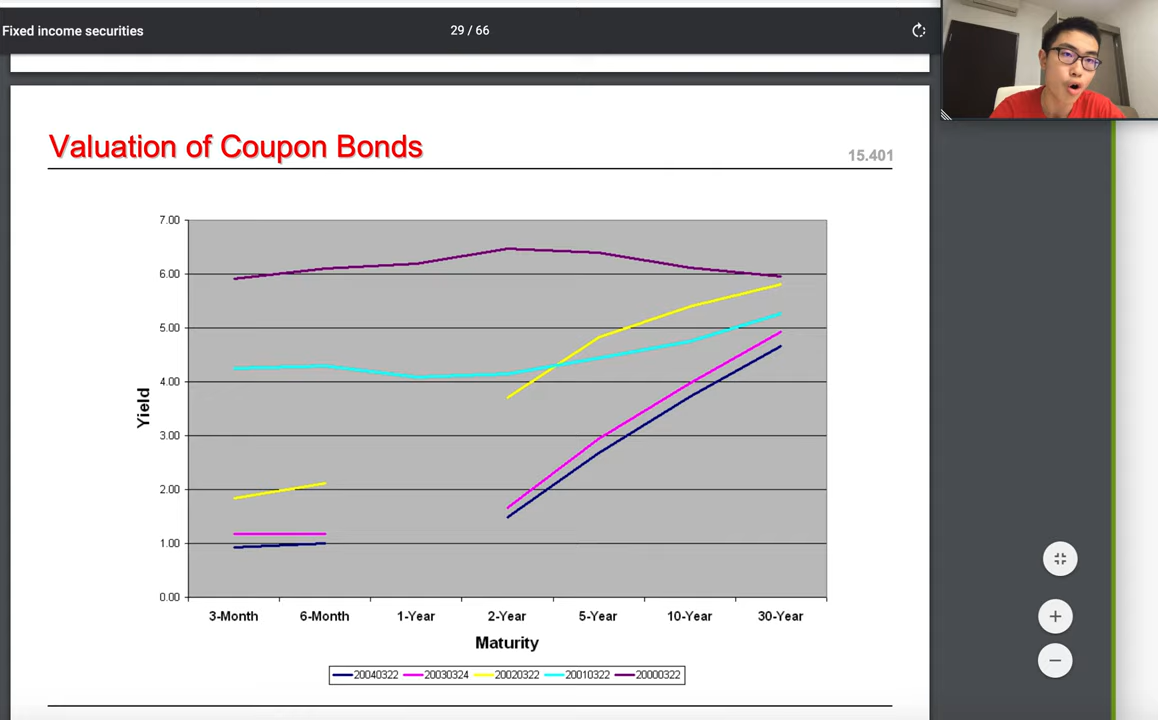 Fixed income securities
29 / 66
Valuation of Coupon Bonds
15.401
7.00
6.00
5.00
4.00
3.00
2.00
1.00
0.00
Yield
3-Month 6-Month 1-Year 2-Year 5-Year 10-Year 30-Year
Maturity
20040322 20030324 20020322 20010322 20000322